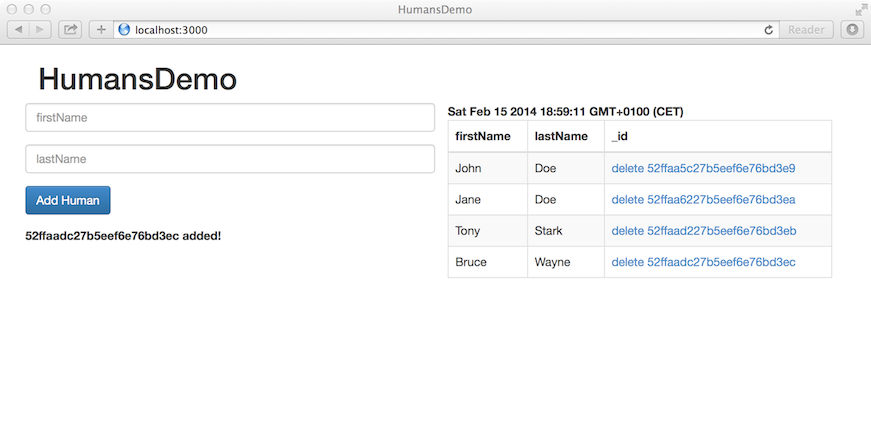 HumansDemo
localhost:3000
Reader
HumansDemo
firstName
lastName
Add Human
52ffaadc27b5eef6e76bd3ec added!
Sat Feb 15 2014 18:59:11 GMT+0100 (CET)
firstName lastName _id
John Doe delete 52ffaa5c27b5eef6e76bd3e9
Jane Doe delete 52ffaa6227b5eef6e76bd3ea
Tony Stark delete 52ffaad227b5eef6e76bd3eb
Bruce Wayne delete 52ffaadc27b5eef6e76bd3ec